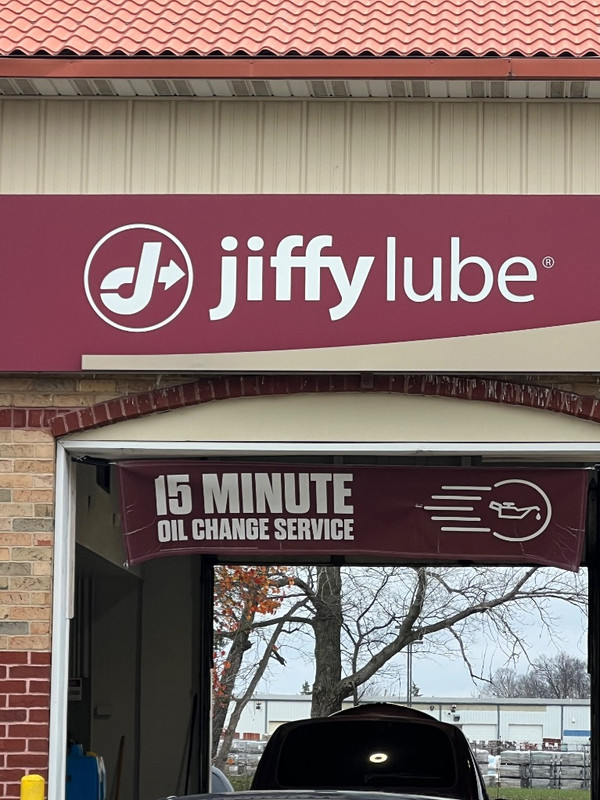 jiffy lube®
15 MINUTE
OIL CHANGE SERVICE